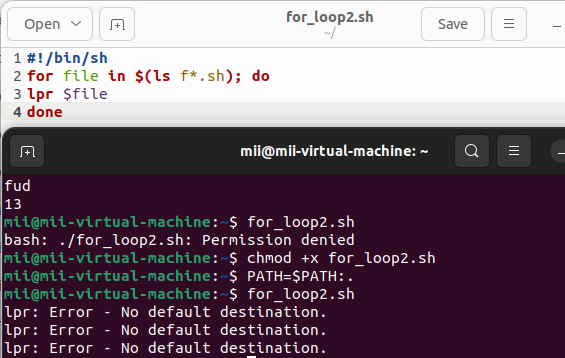 Open
for_loop2.sh
~/
Save
1 #!/bin/sh
2 for file in $(ls f*.sh); do
3 lpr $file
4 done
mii@mii-virtual-machine: ~
fud
13
mii@mii-virtual-machine:~$ for_loop2.sh
bash: ./for_loop2.sh: Permission denied
mii@mii-virtual-machine:~$ chmod +x for_loop2.sh
mii@mii-virtual-machine:~$ PATH=$PATH:.
mii@mii-virtual-machine:~$ for_loop2.sh
lpr: Error - No default destination.
lpr: Error - No default destination.
lpr: Error - No default destination.